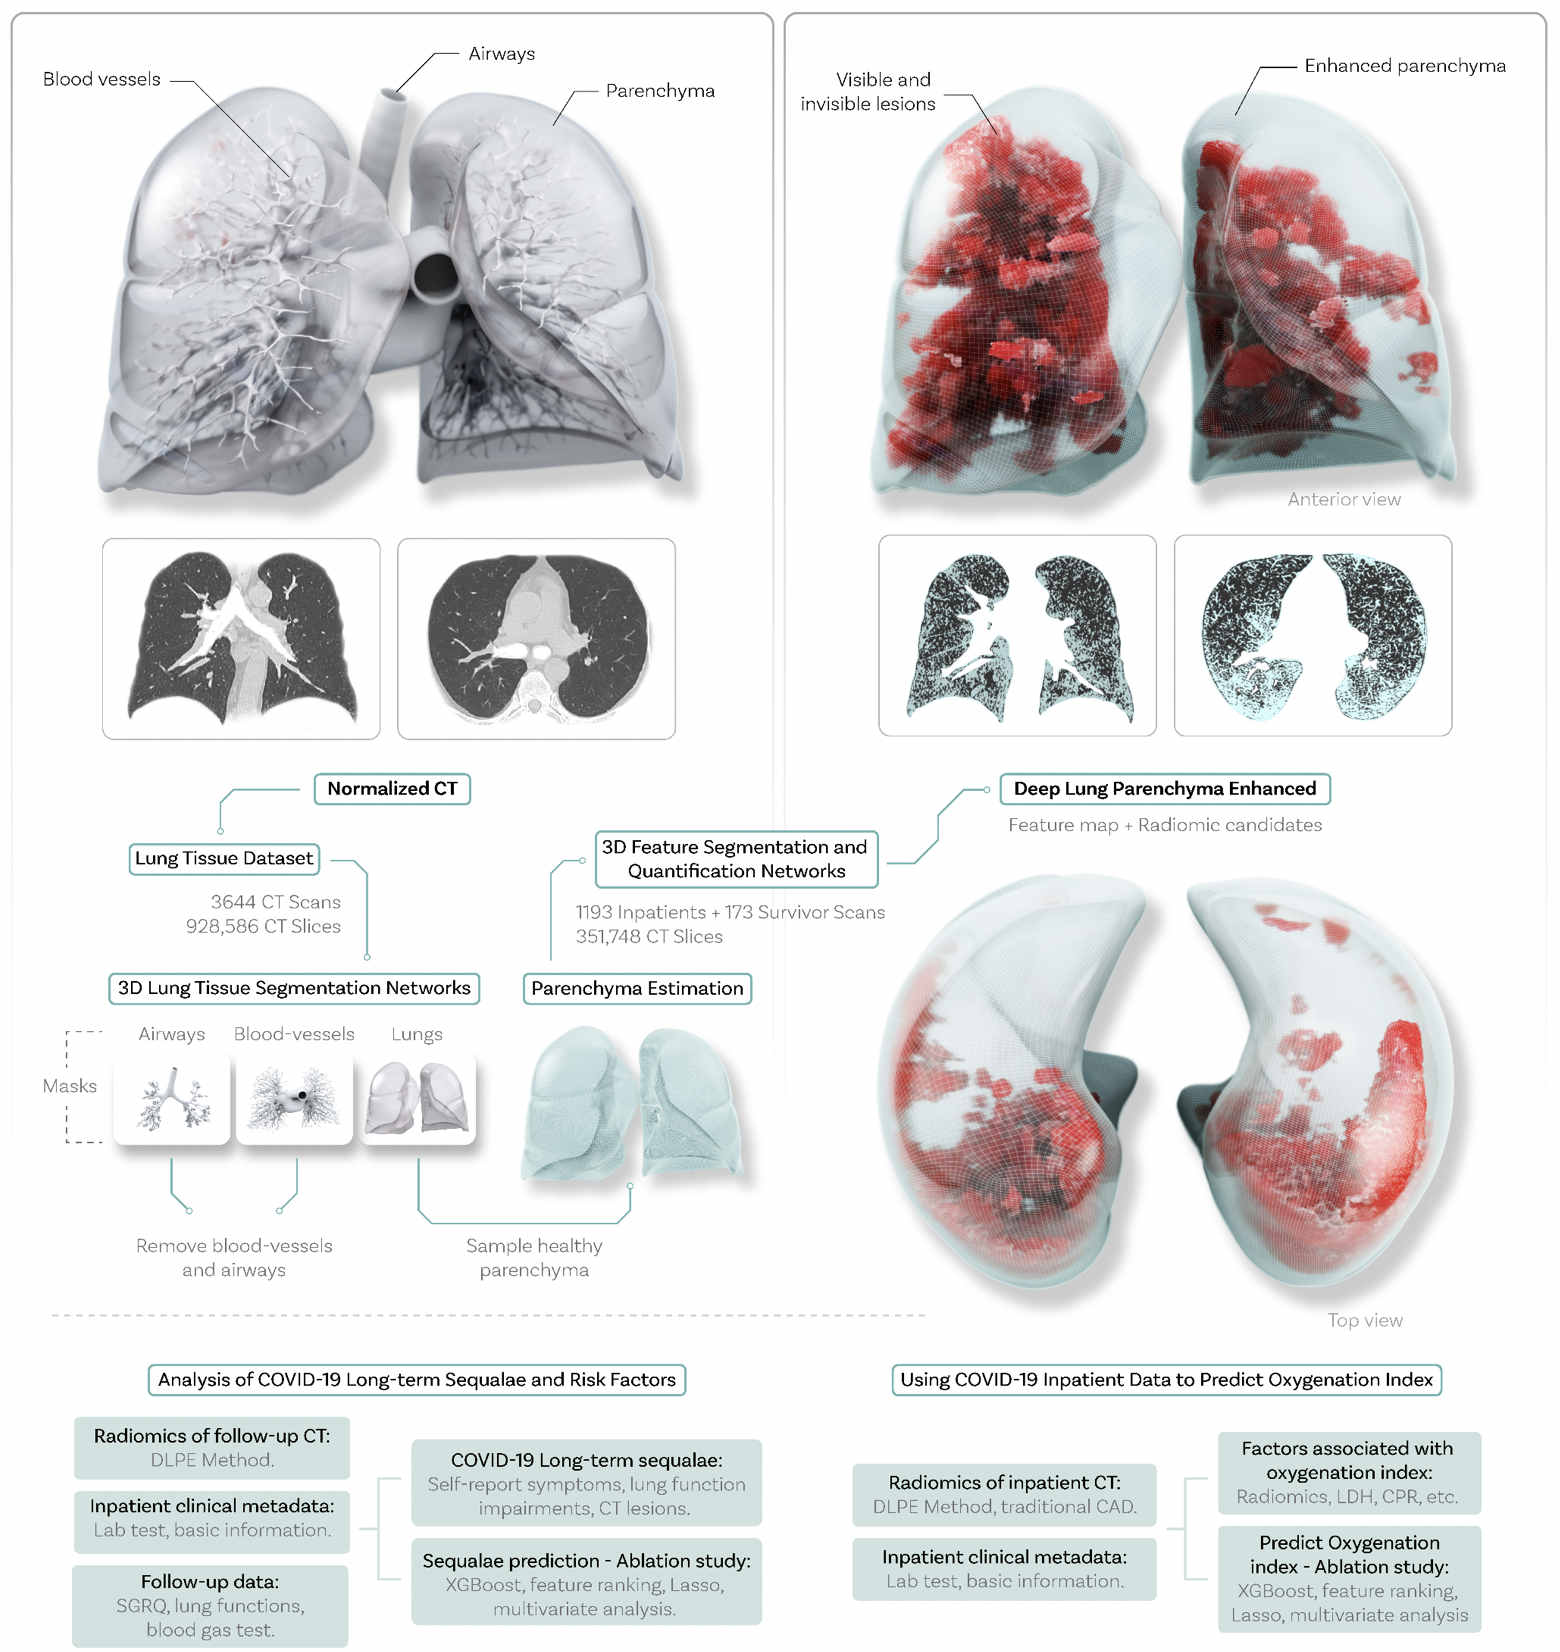 Airways
Blood vessels
Parenchyma
Visible and
invisible lesions
Enhanced parenchyma
Anterior view
Normalized CT
Lung Tissue Dataset
3644 CT Scans
928,586 CT Slices
3D Lung Tissue Segmentation Networks
Airways
Blood-vessels
Lungs
Masks
Remove blood-vessels
and airways
Sample healthy
parenchyma
Parenchyma Estimation
3D Feature Segmentation and
Quantification Networks
1193 Inpatients + 173 Survivor Scans
351,748 CT Slices
Deep Lung Parenchyma Enhanced
Feature map + Radiomic candidates
Top view
Analysis of COVID-19 Long-term Sequalae and Risk Factors
Radiomics of follow-up CT:
DLPE Method.
Inpatient clinical metadata:
Lab test, basic information.
Follow-up data:
SGRQ, lung functions,
blood gas test.
COVID-19 Long-term sequalae:
Self-report symptoms, lung function
impairments, CT lesions.
Sequalae prediction - Ablation study:
XGBoost, feature ranking, Lasso,
multivariate analysis.
Using COVID-19 Inpatient Data to Predict Oxygenation Index
Radiomics of inpatient CT:
DLPE Method, traditional CAD.
Inpatient clinical metadata:
Lab test, basic information.
Factors associated with
oxygenation index:
Radiomics, LDH, CPR, etc.
Predict Oxygenation
index - Ablation study:
XGBoost, feature ranking,
Lasso, multivariate analysis